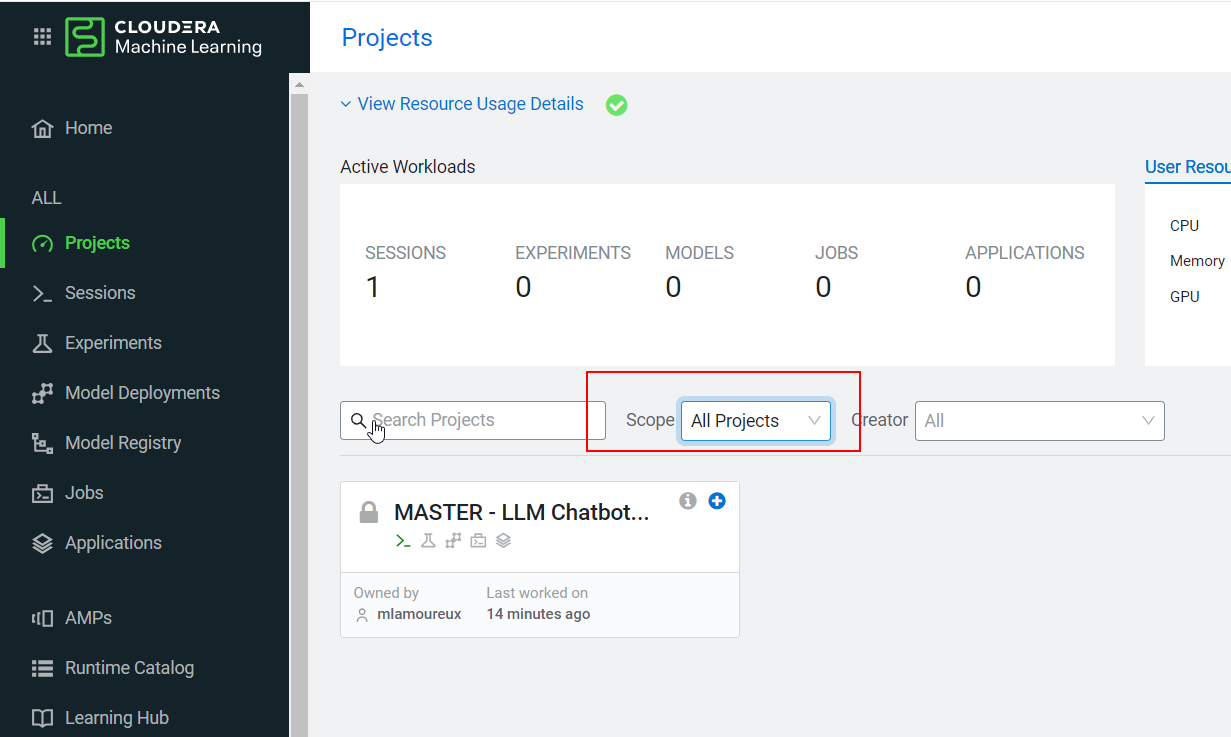 CLOUDERA
Machine Learning
Home
ALL
Projects
Sessions
Experiments
Model Deployments
Model Registry
Jobs
Applications
AMPs
Runtime Catalog
Learning Hub
Projects
View Resource Usage Details
Active Workloads
SESSIONS EXPERIMENTS MODELS JOBS APPLICATIONS
1 0 0 0 0
User Resou
CPU
Memory
GPU
Search Projects Scope All Projects Creator All
MASTER - LLM Chatbot...
Owned by Last worked on
mlamoureux 14 minutes ago